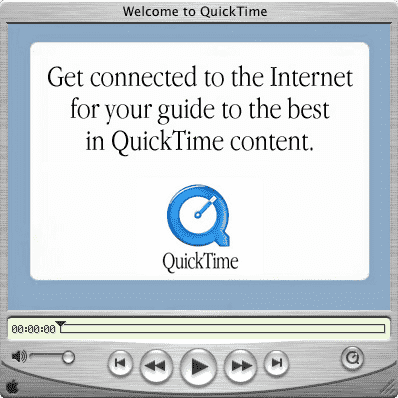 Welcome to QuickTime
Get connected to the Internet
for your guide to the best
in QuickTime content.
QuickTime
00:00:00